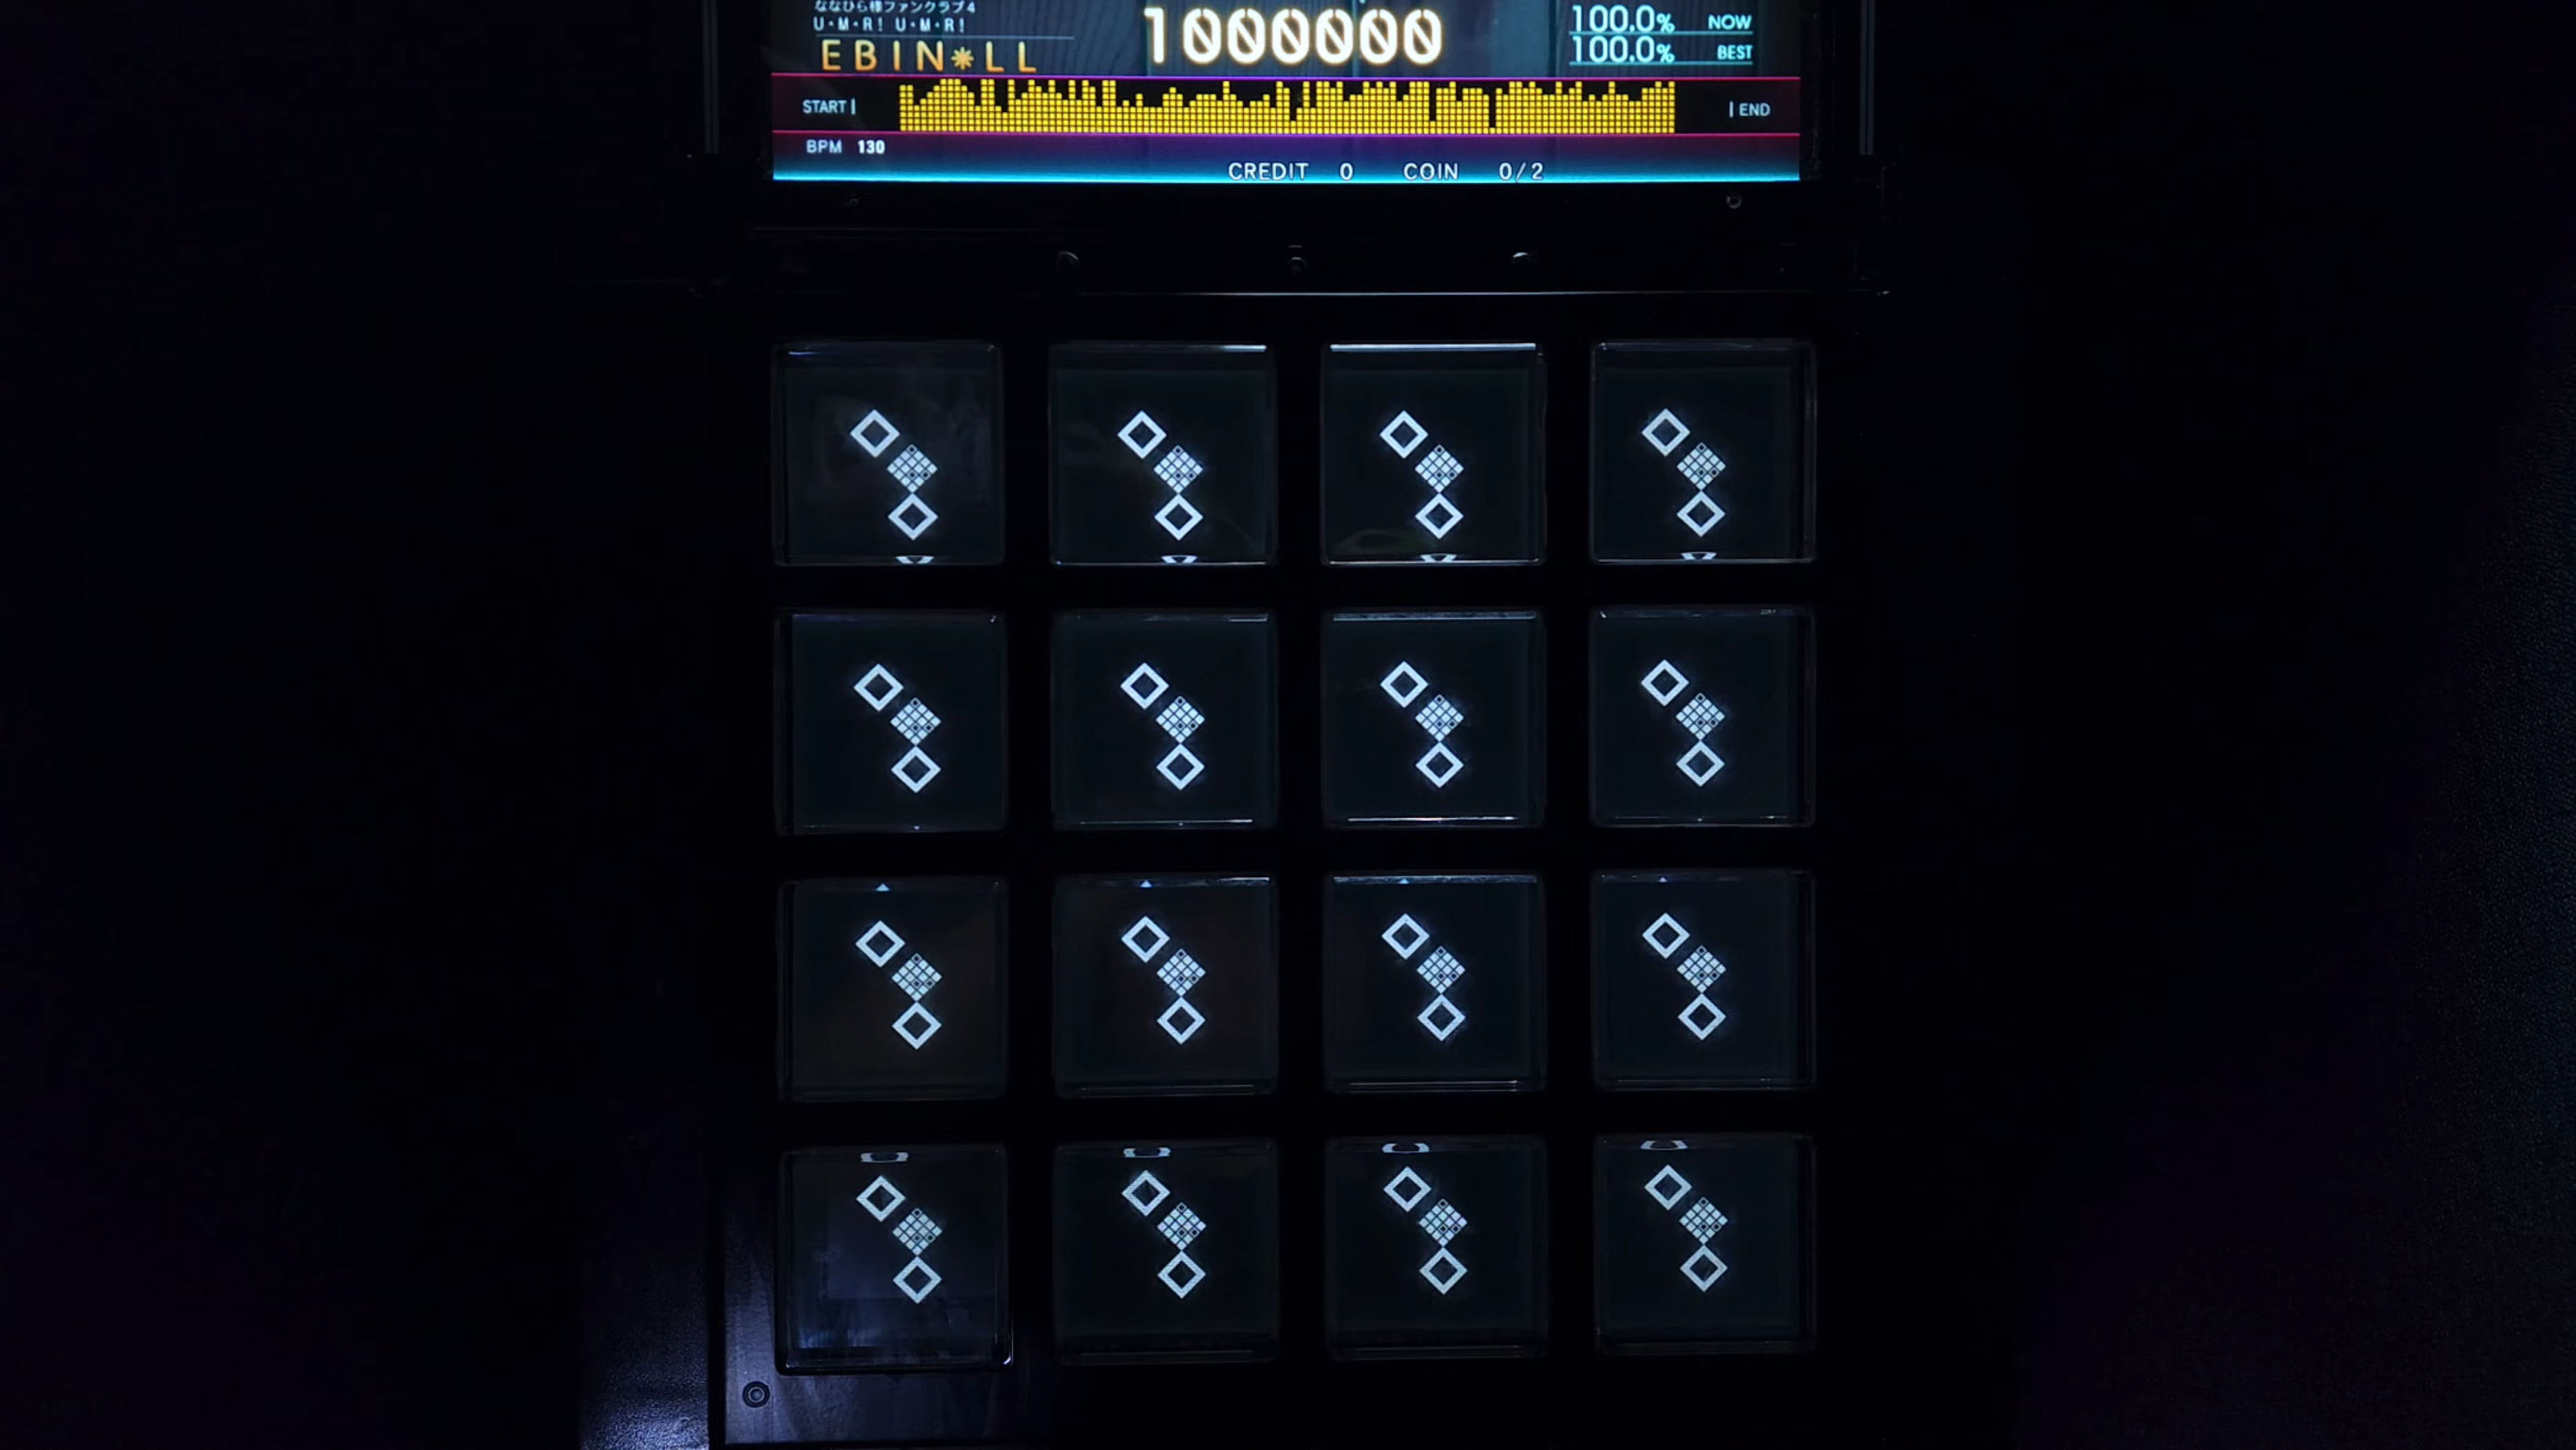 ななひら様ファンクラブ4
U・M・R! U・M・R!
EBIN*LL
1000000
100.0% NOW
100.0% BEST
START
END
BPM 130
CREDIT 0 COIN 0/2